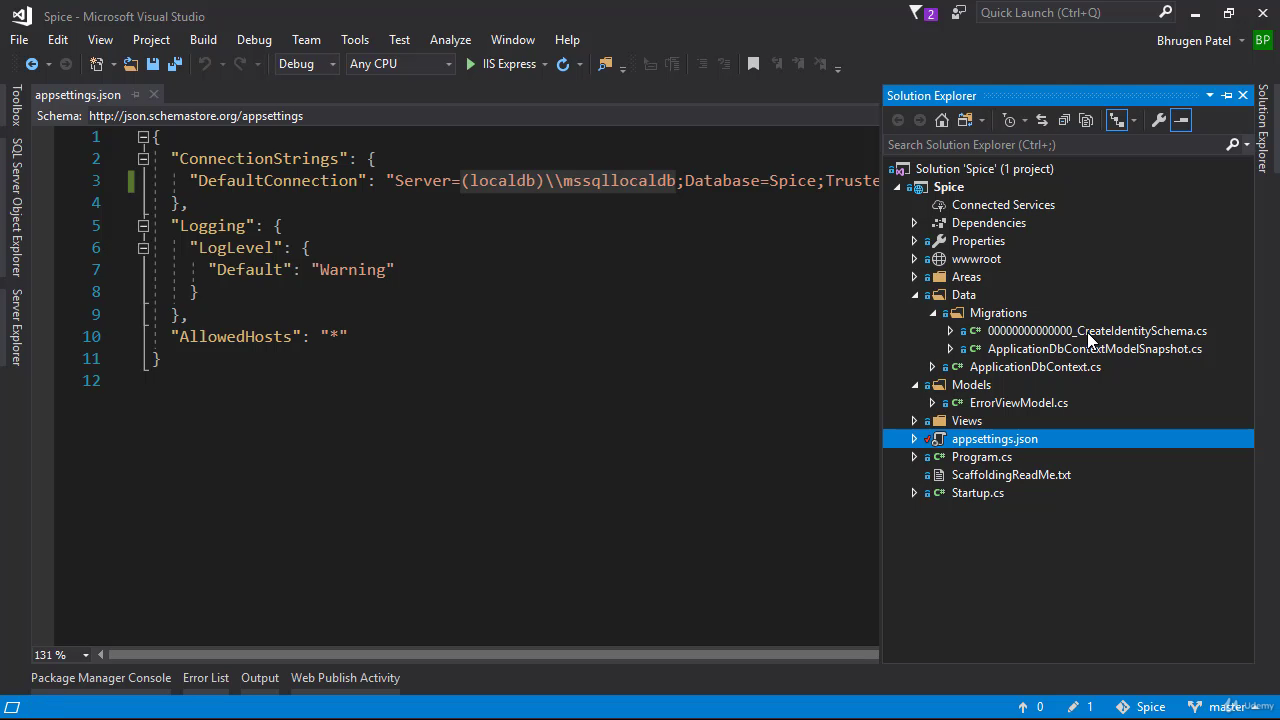 Spice - Microsoft Visual Studio
2
Quick Launch (Ctrl+Q)
File Edit View Project Build Debug Team Tools Test Analyze Window Help
Bhrugen Patel BP
Debug Any CPU IIS Express
Toolbox
SQL Server Object Explorer
Server Explorer
appsettings.json
Schema: http://json.schemastore.org/appsettings
1 {
2 "ConnectionStrings": {
3 "DefaultConnection": "Server=(localdb)\\mssqllocaldb;Database=Spice;Truste
4 },
5 "Logging": {
6 "LogLevel": {
7 "Default": "Warning"
8 }
9 },
10 "AllowedHosts": "*"
11 }
12
131 %
Solution Explorer
Search Solution Explorer (Ctrl+;)
Solution 'Spice' (1 project)
Spice
Connected Services
Dependencies
Properties
wwwroot
Areas
Data
Migrations
00000000000000_CreateIdentitySchema.cs
ApplicationDbContextModelSnapshot.cs
ApplicationDbContext.cs
Models
ErrorViewModel.cs
Views
appsettings.json
Program.cs
ScaffoldingReadMe.txt
Startup.cs
Solution Explorer
Package Manager Console Error List Output Web Publish Activity
0 1 Spice master
Udemy